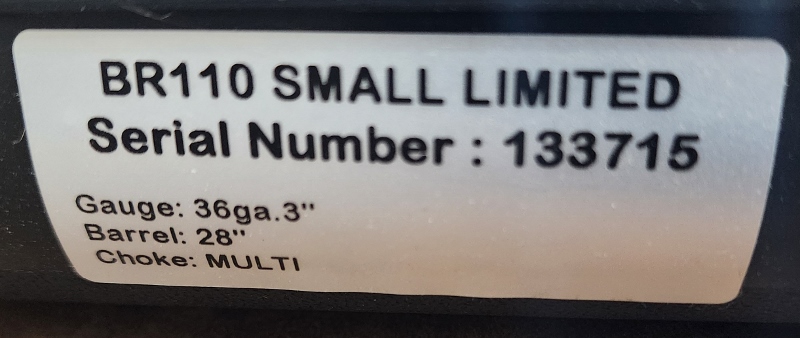 BR110 SMALL LIMITED
Serial Number : 133715
Gauge: 36ga.3"
Barrel: 28"
Choke: MULTI